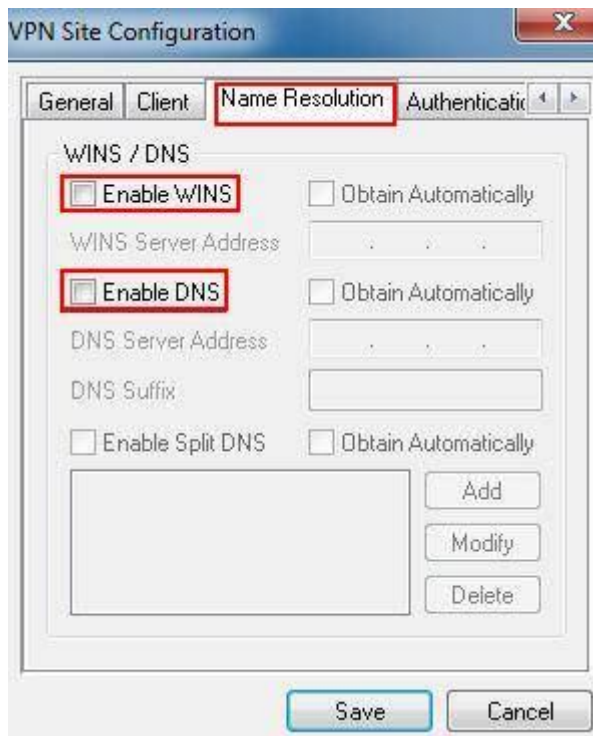 VPN Site Configuration
General Client Name Resolution Authenticatic
WINS / DNS
Enable WINS Obtain Automatically
WINS Server Address . . .
Enable DNS Obtain Automatically
DNS Server Address . . .
DNS Suffix
Enable Split DNS Obtain Automatically
Add
Modify
Delete
Save Cancel